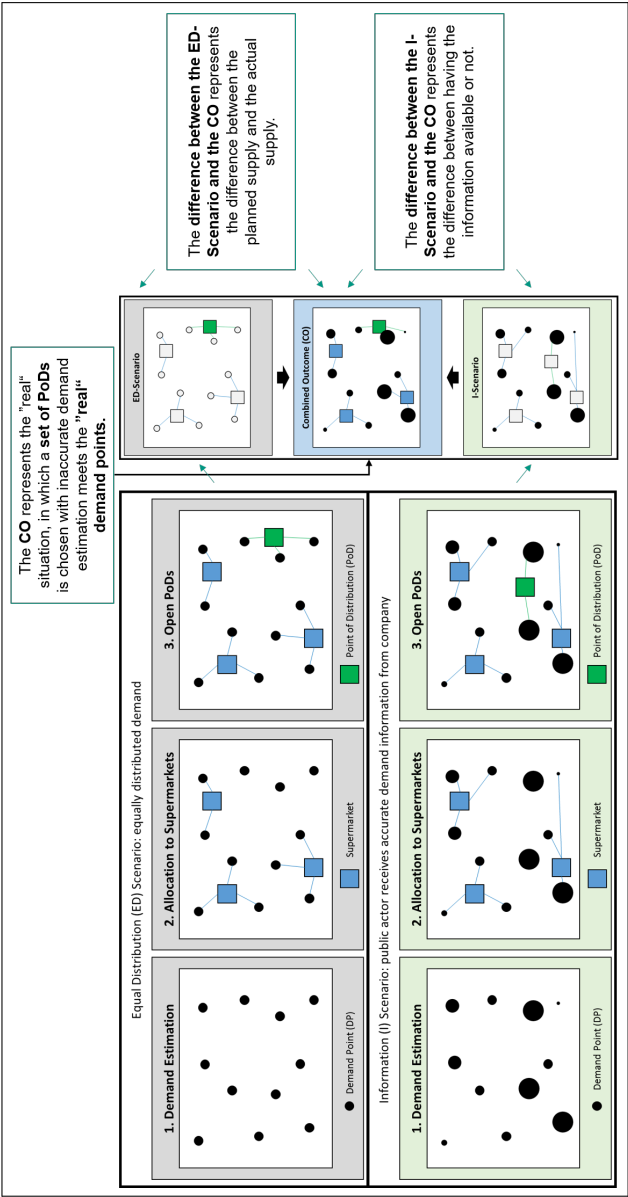 The CO represents the ”real“
situation, in which a set of PoDs
is chosen with inaccurate demand
estimation meets the ”real“
demand points.
Equal Distribution (ED) Scenario: equally distributed demand
1. Demand Estimation
Demand Point (DP)
2. Allocation to Supermarkets
Supermarket
3. Open PoDs
Point of Distribution (PoD)
Information (I) Scenario: public actor receives accurate demand information from company
1. Demand Estimation
Demand Point (DP)
2. Allocation to Supermarkets
Supermarket
3. Open PoDs
Point of Distribution (PoD)
ED-Scenario
Combined Outcome (CO)
I-Scenario
The difference between the ED-
Scenario and the CO represents
the difference between the
planned supply and the actual
supply.
The difference between the I-
Scenario and the CO represents
the difference between having the
information available or not.